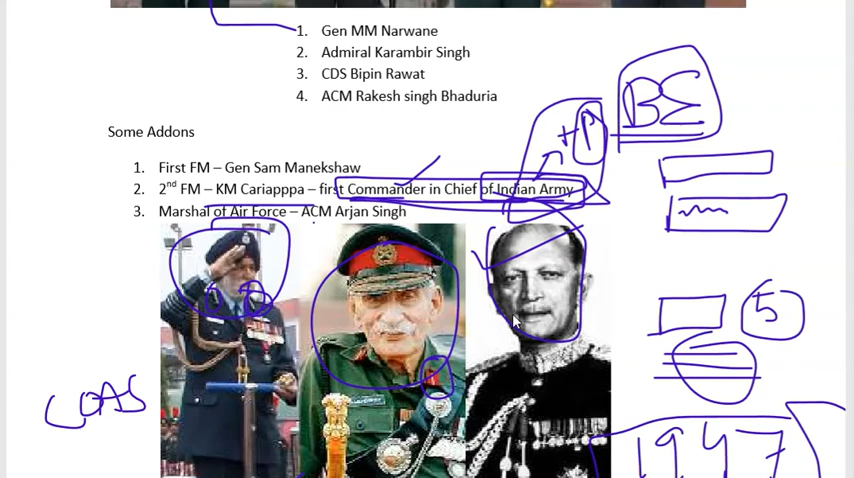 1. Gen MM Narwane
2. Admiral Karambir Singh
3. CDS Bipin Rawat
4. ACM Rakesh singh Bhaduria
BE
+P
Some Addons
1. First FM – Gen Sam Manekshaw
2. 2nd FM – KM Cariapppa – first Commander in Chief of Indian Army
3. Marshal of Air Force – ACM Arjan Singh
5
COAS
1947